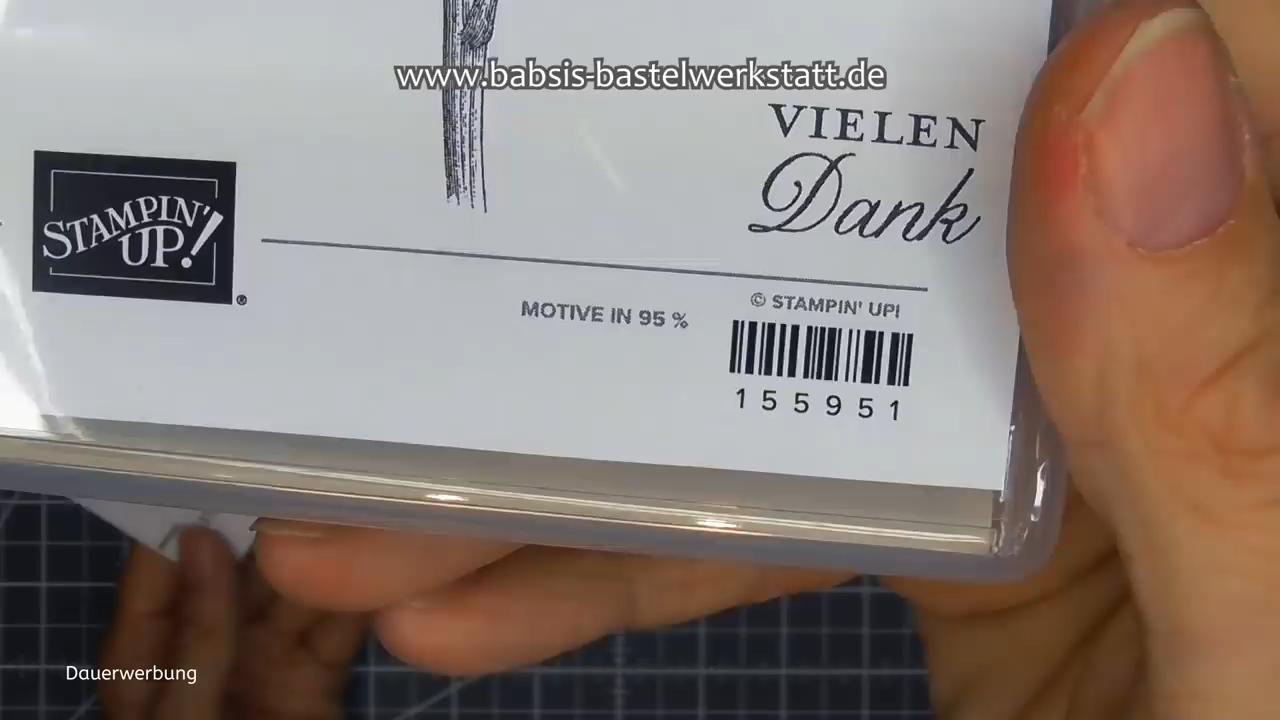 www.babsis-bastelwerkstatt.de
VIELEN
Dank
STAMPIN'
UP!
®
MOTIVE IN 95 %
© STAMPIN' UP!
155951
Dauerwerbung